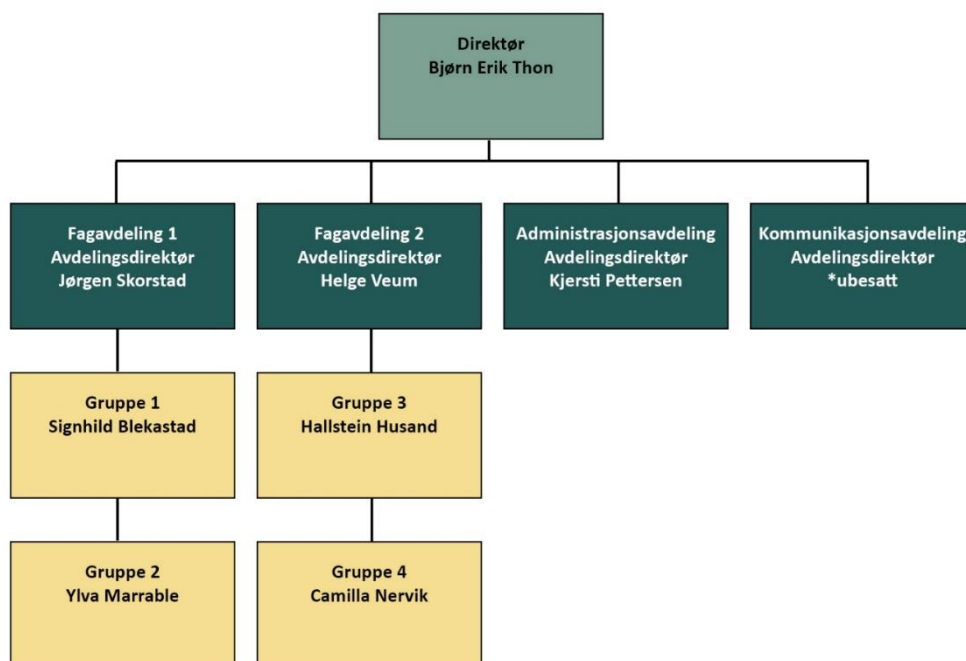 Direktør
Bjørn Erik Thon
Fagavdeling 1
Avdelingsdirektør
Jørgen Skorstad
Fagavdeling 2
Avdelingsdirektør
Helge Veum
Administrasjonsavdeling
Avdelingsdirektør
Kjersti Pettersen
Kommunikasjonsavdeling
Avdelingsdirektør
*ubesatt
Gruppe 1
Signhild Blekastad
Gruppe 3
Hallstein Husand
Gruppe 2
Ylva Marrable
Gruppe 4
Camilla Nervik